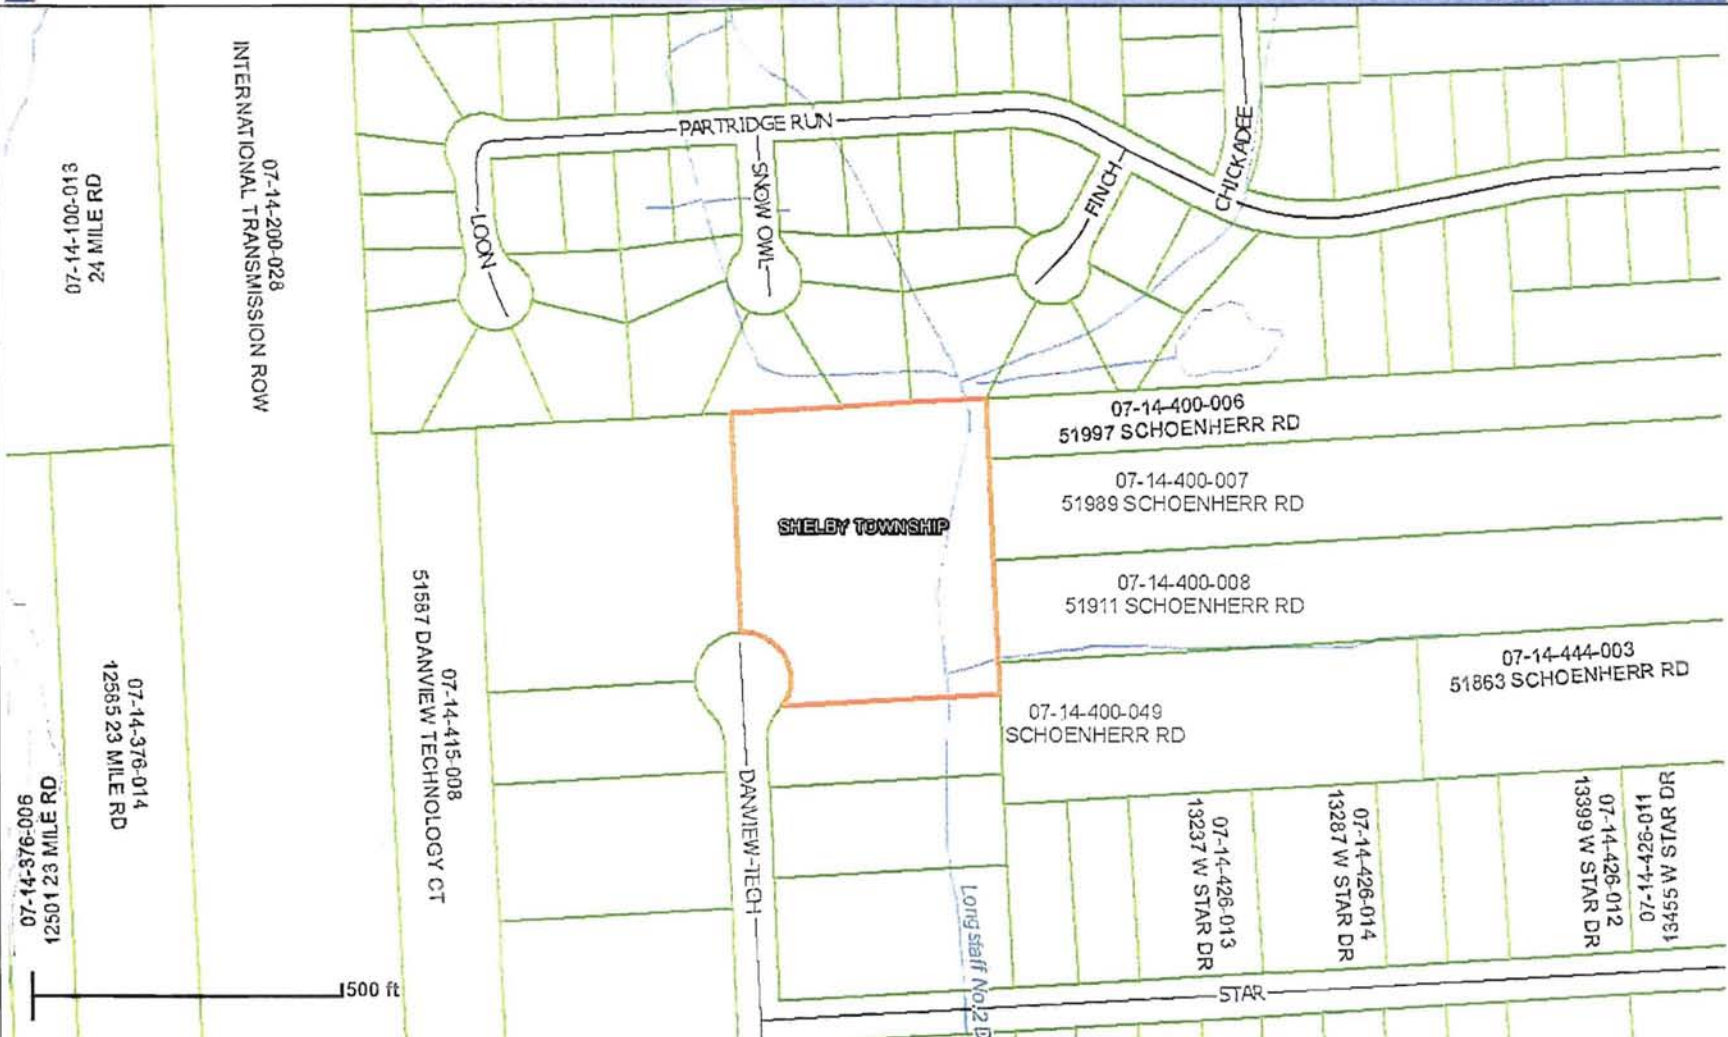 PARTRIDGE RUN
CHICKADEE
SNOW OWL
FINCH
LOON
INTERNATIONAL TRANSMISSION ROW
07-14-200-028
07-14-100-013
24 MILE RD
07-14-400-006
51997 SCHOENHERR RD
07-14-400-007
51989 SCHOENHERR RD
SHELBY TOWNSHIP
07-14-400-008
51911 SCHOENHERR RD
07-14-444-003
51863 SCHOENHERR RD
07-14-400-049
SCHOENHERR RD
51587 DANVIEW TECHNOLOGY CT
07-14-415-008
07-14-376-014
12585 23 MILE RD
07-14-376-006
12501 23 MILE RD
DANVIEW-TECH
07-14-426-013
13237 W STAR DR
07-14-426-014
13287 W STAR DR
07-14-426-012
13399 W STAR DR
13455 W STAR DR
07-14-426-011
Longstaff No.2 D
STAR
500 ft